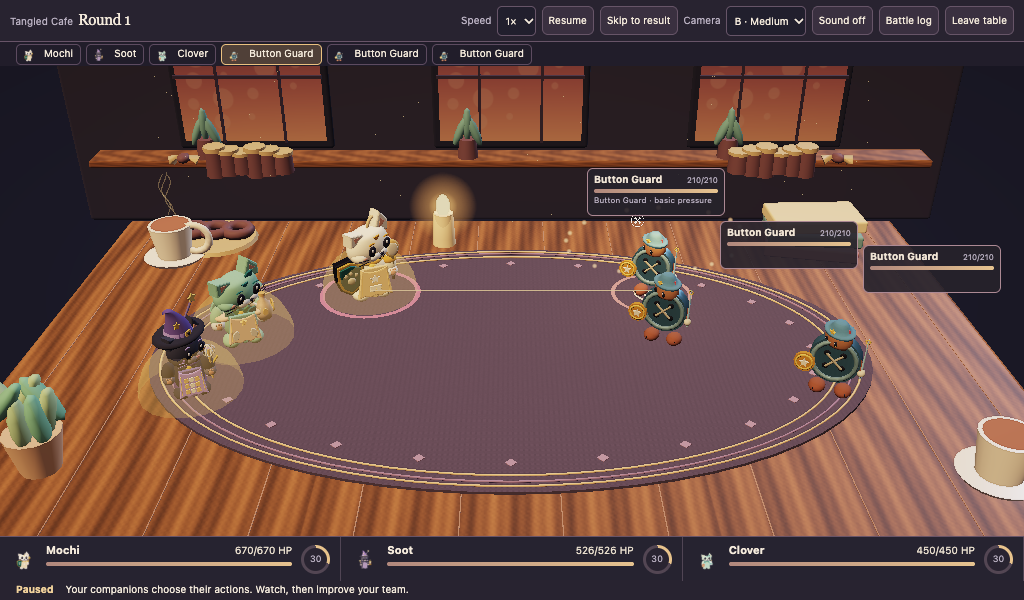 Tangled Cafe Round 1
Speed 1x Resume Skip to result Camera B · Medium Sound off Battle log Leave table
Mochi Soot Clover Button Guard Button Guard Button Guard
Button Guard 210/210
Button Guard · basic pressure
Button Guard 210/210
Button Guard 210/210
Mochi 670/670 HP 30
Soot 526/526 HP 30
Clover 450/450 HP 30
Paused Your companions choose their actions. Watch, then improve your team.